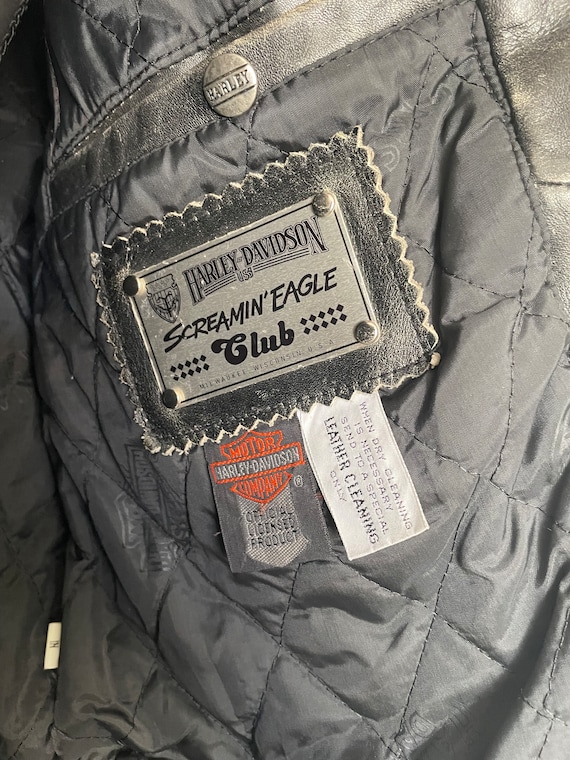 HARLEY
HARLEY-DAVIDSON
USS
SCREAMIN' EAGLE
Club
MILWAUKEE WISCONSIN U.S.A.
MOTOR
HARLEY-DAVIDSON
COMPANY
®
OFFICIAL
LICENSED
PRODUCT
WHEN DRY CLEANING
IS NECESSARY
SEND TO A SPECIAL
LEATHER CLEANING
ONLY